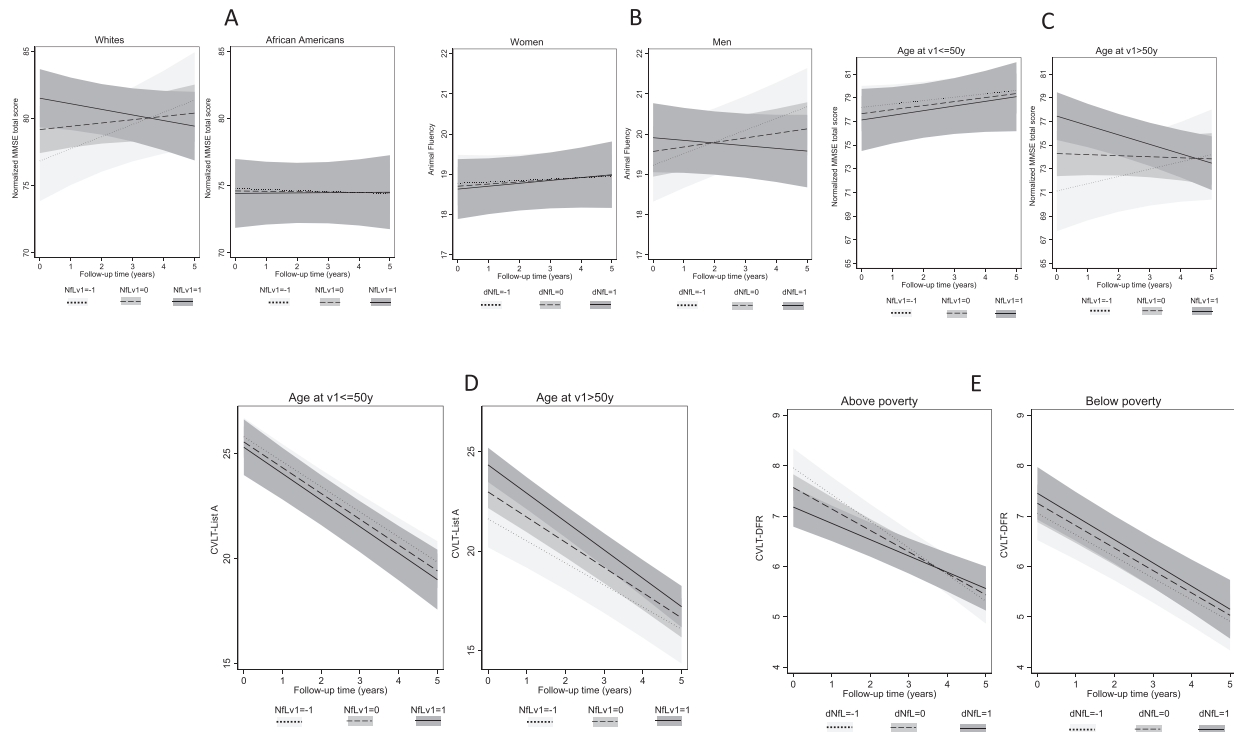 A
Whites
African Americans
Normalized MMSE total score
85
80
75
70
0 1 2 3 4 5
Follow-up time (years)
NfLv1=-1 NfLv1=0 NfLv1=1
Normalized MMSE total score
85
80
75
70
0 1 2 3 4 5
Follow-up time (years)
NfLv1=-1 NfLv1=0 NfLv1=1
B
Women
Men
Animal Fluency
22
21
20
19
18
17
0 1 2 3 4 5
Follow-up time (years)
dNfL=-1 dNfL=0 dNfL=1
Animal Fluency
22
21
20
19
18
17
0 1 2 3 4 5
Follow-up time (years)
dNfL=-1 dNfL=0 dNfL=1
C
Age at v1<=50y
Age at v1>50y
Normalized MMSE total score
81
79
77
75
73
71
69
67
65
0 1 2 3 4 5
Follow-up time (years)
NfLv1=-1 NfLv1=0 NfLv1=1
Normalized MMSE total score
81
79
77
75
73
71
69
67
65
0 1 2 3 4 5
Follow-up time (years)
NfLv1=-1 NfLv1=0 NfLv1=1
D
Age at v1<=50y
Age at v1>50y
CVLT-List A
25
20
15
0 1 2 3 4 5
Follow-up time (years)
NfLv1=-1 NfLv1=0 NfLv1=1
CVLT-List A
25
20
15
0 1 2 3 4 5
Follow-up time (years)
NfLv1=-1 NfLv1=0 NfLv1=1
E
Above poverty
Below poverty
CVLT-DFR
9
8
7
6
5
4
0 1 2 3 4 5
Follow-up time (years)
dNfL=-1 dNfL=0 dNfL=1
CVLT-DFR
9
8
7
6
5
4
0 1 2 3 4 5
Follow-up time (years)
dNfL=-1 dNfL=0 dNfL=1